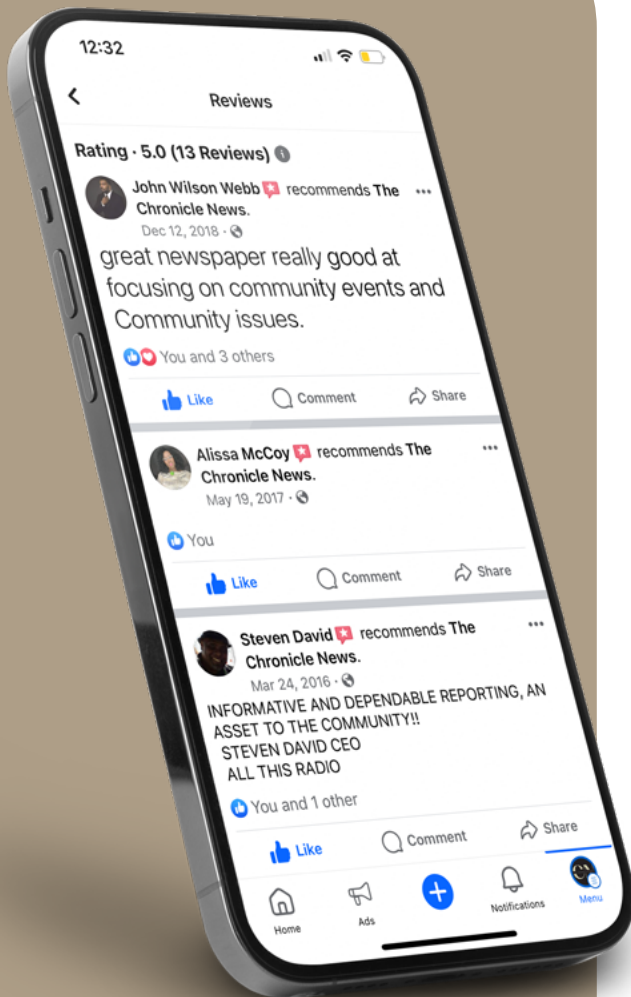 12:32
Reviews
Rating · 5.0 (13 Reviews)
John Wilson Webb recommends The
Chronicle News.
Dec 12, 2018 ·
great newspaper really good at
focusing on community events and
Community issues.
You and 3 others
Like Comment Share
Alissa McCoy recommends The
Chronicle News.
May 19, 2017 ·
You
Like Comment Share
Steven David recommends The
Chronicle News.
Mar 24, 2016 ·
INFORMATIVE AND DEPENDABLE REPORTING, AN
ASSET TO THE COMMUNITY!!
STEVEN DAVID CEO
ALL THIS RADIO
You and 1 other
Like Comment Share
Home Ads Notifications Menu